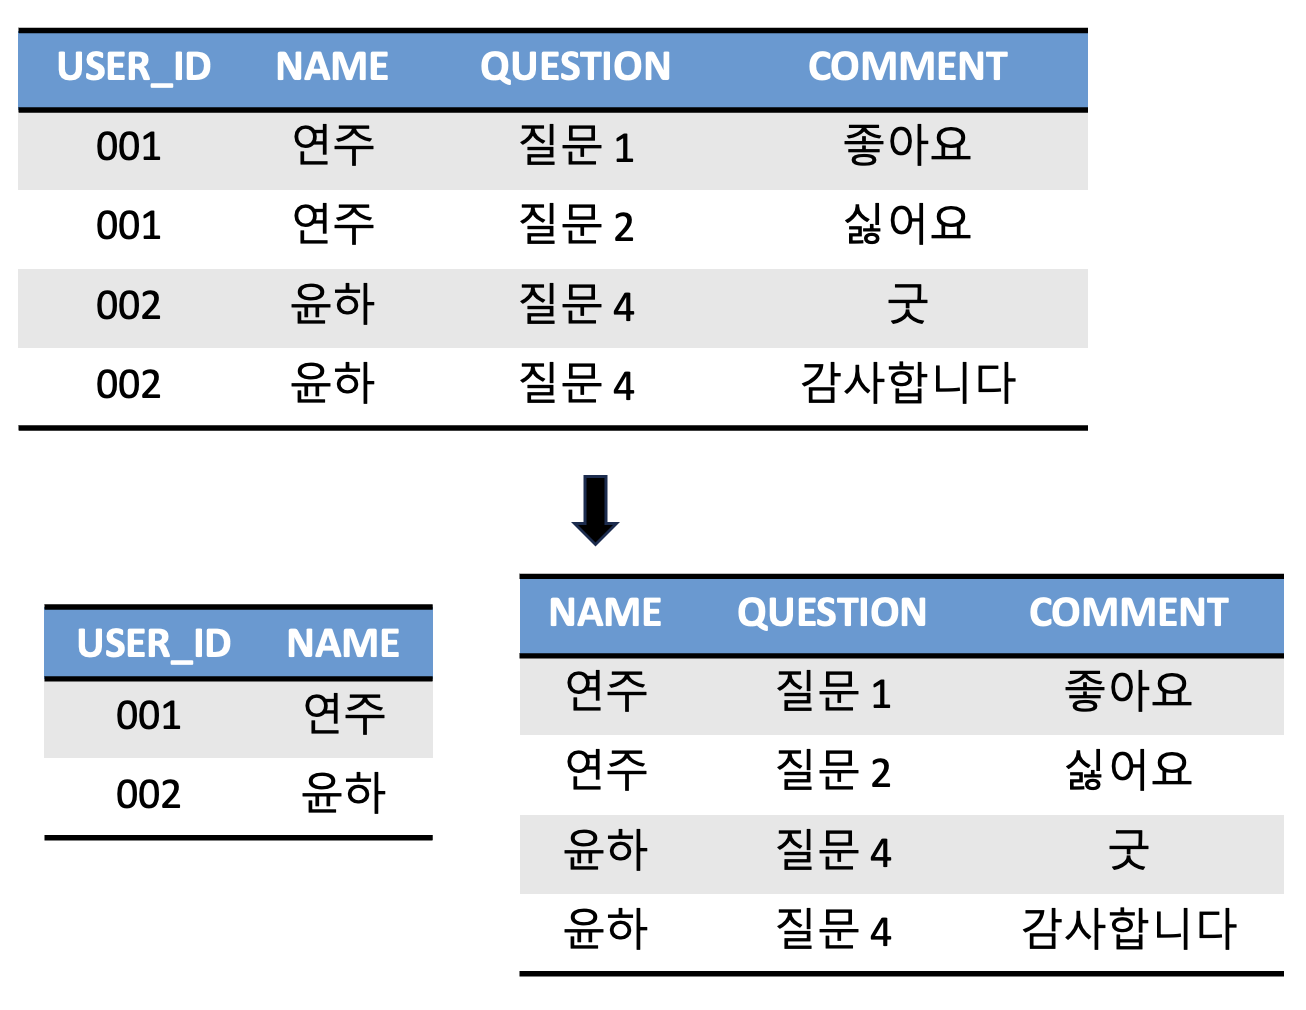 USER_ID NAME QUESTION COMMENT
001 연주 질문 1 좋아요
001 연주 질문 2 싫어요
002 윤하 질문 4 굿
002 윤하 질문 4 감사합니다
USER_ID NAME
001 연주
002 윤하
NAME QUESTION COMMENT
연주 질문 1 좋아요
연주 질문 2 싫어요
윤하 질문 4 굿
윤하 질문 4 감사합니다